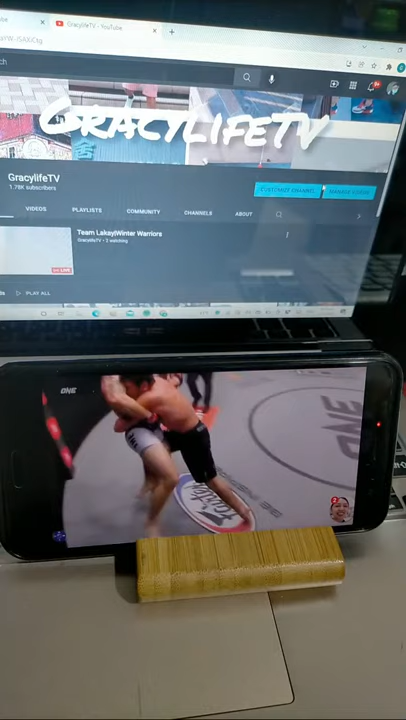 GracylifeTV - YouTube
GRACYLIFETV
GracylifeTV
1.78K subscribers
CUSTOMIZE CHANNEL
MANAGE VIDEOS
VIDEOS
PLAYLISTS
COMMUNITY
CHANNELS
ABOUT
Team Lakay|Winter Warriors
GracylifeTV • 2 watching
LIVE
PLAY ALL
ONE
ONE